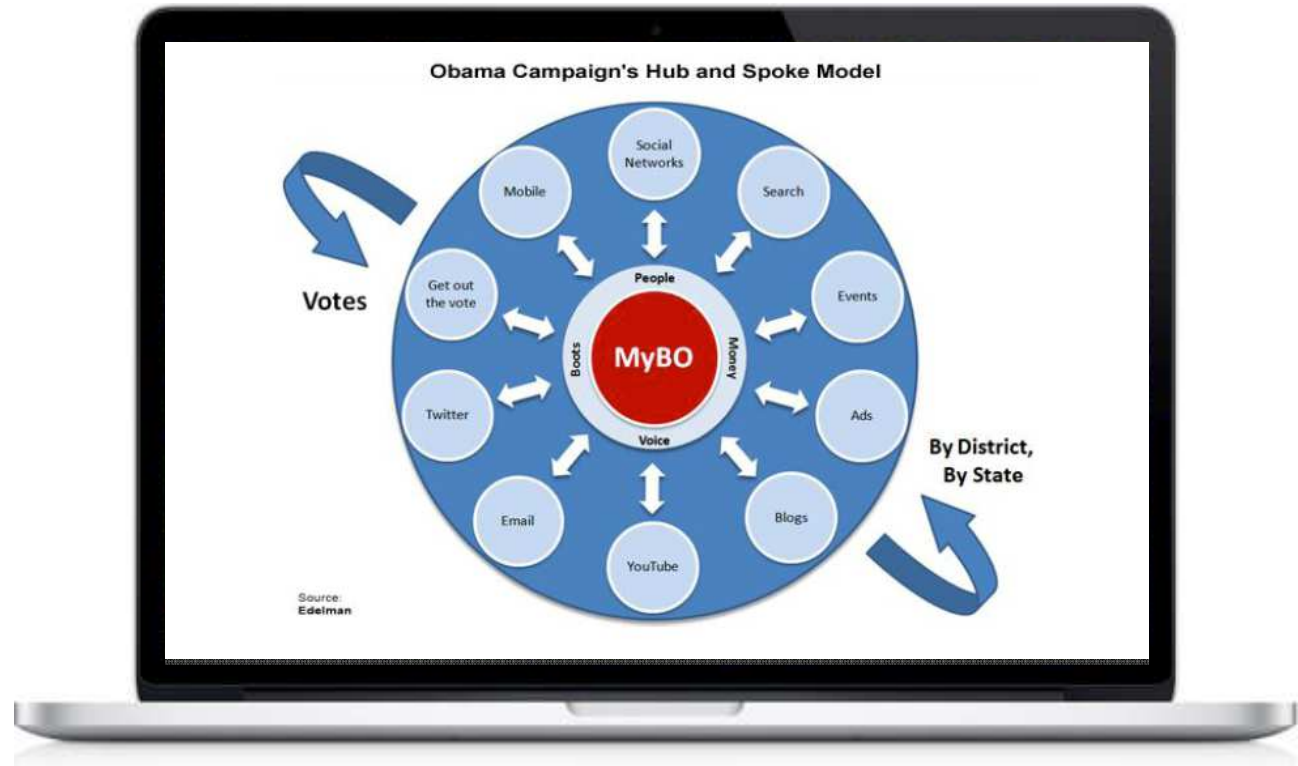 Obama Campaign's Hub and Spoke Model
Social
Networks
Mobile
Search
Get out
the vote
Events
Votes
People
Boots
MyBO
Money
Voice
Twitter
Ads
By District,
By State
Email
Blogs
YouTube
Source:
Edelman